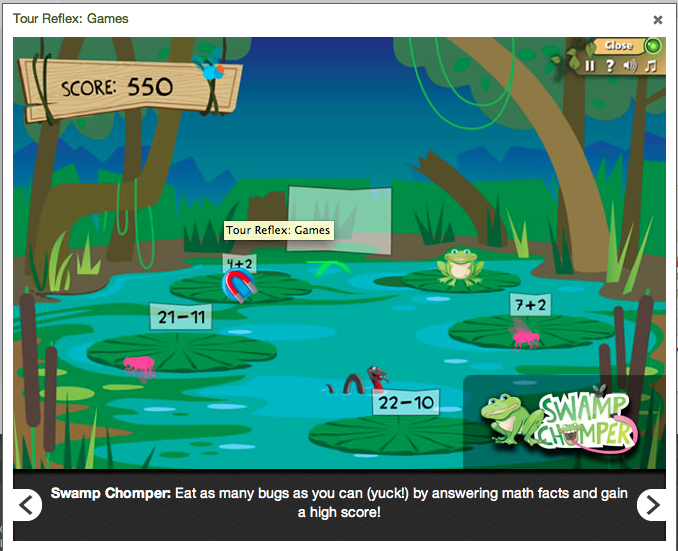 Tour Reflex: Games
Close
SCORE: 550
?
Tour Reflex: Games
4+2
7+2
21-11
22-10
SWAMP
CHOMPER
Swamp Chomper: Eat as many bugs as you can (yuck!) by answering math facts and gain
a high score!